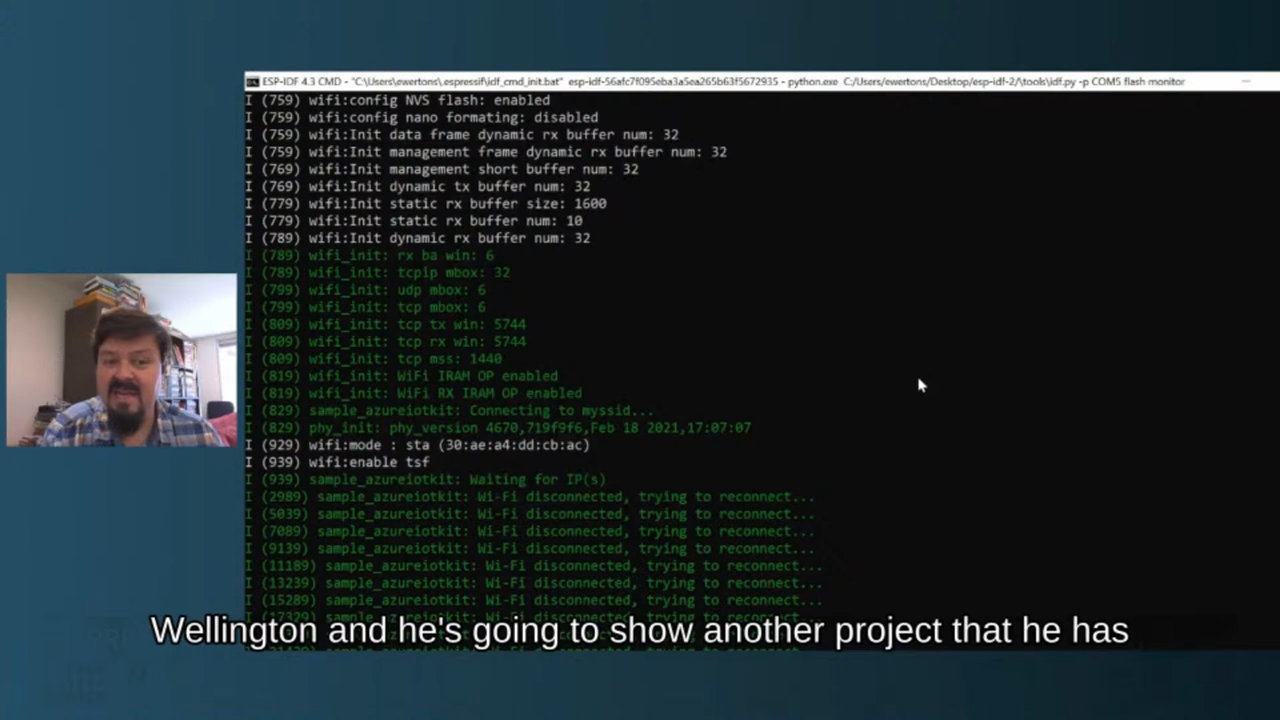 ESP-IDF 4.3 CMD - "C:\Users\ewertons\.espressif\idf_cmd_init.bat" esp-idf-56afc7f095eba3a5ea265b63f5672935 - python.exe C:/Users/ewertons/Desktop/esp-idf-2/\tools\idf.py -p COM5 flash monitor
I (759) wifi:config NVS flash: enabled
I (759) wifi:config nano formating: disabled
I (759) wifi:Init data frame dynamic rx buffer num: 32
I (759) wifi:Init management frame dynamic rx buffer num: 32
I (769) wifi:Init management short buffer num: 32
I (769) wifi:Init dynamic tx buffer num: 32
I (779) wifi:Init static rx buffer size: 1600
I (779) wifi:Init static rx buffer num: 10
I (789) wifi:Init dynamic rx buffer num: 32
I (789) wifi_init: rx ba win: 6
I (789) wifi_init: tcpip mbox: 32
I (799) wifi_init: udp mbox: 6
I (799) wifi_init: tcp mbox: 6
I (809) wifi_init: tcp tx win: 5744
I (809) wifi_init: tcp rx win: 5744
I (809) wifi_init: tcp mss: 1440
I (819) wifi_init: WiFi IRAM OP enabled
I (819) wifi_init: WiFi RX IRAM OP enabled
I (829) sample_azureiotkit: Connecting to myssid...
I (829) phy_init: phy_version 4670,719f9f6,Feb 18 2021,17:07:07
I (929) wifi:mode : sta (30:ae:a4:dd:cb:ac)
I (939) wifi:enable tsf
I (939) sample_azureiotkit: Waiting for IP(s)
I (2989) sample_azureiotkit: Wi-Fi disconnected, trying to reconnect...
I (5039) sample_azureiotkit: Wi-Fi disconnected, trying to reconnect...
I (7089) sample_azureiotkit: Wi-Fi disconnected, trying to reconnect...
I (9139) sample_azureiotkit: Wi-Fi disconnected, trying to reconnect...
I (11189) sample_azureiotkit: Wi-Fi disconnected, trying to reconnect...
I (13239) sample_azureiotkit: Wi-Fi disconnected, trying to reconnect...
I (15289) sample_azureiotkit: Wi-Fi disconnected, trying to reconnect...
Wellington and he's going to show another project that he has